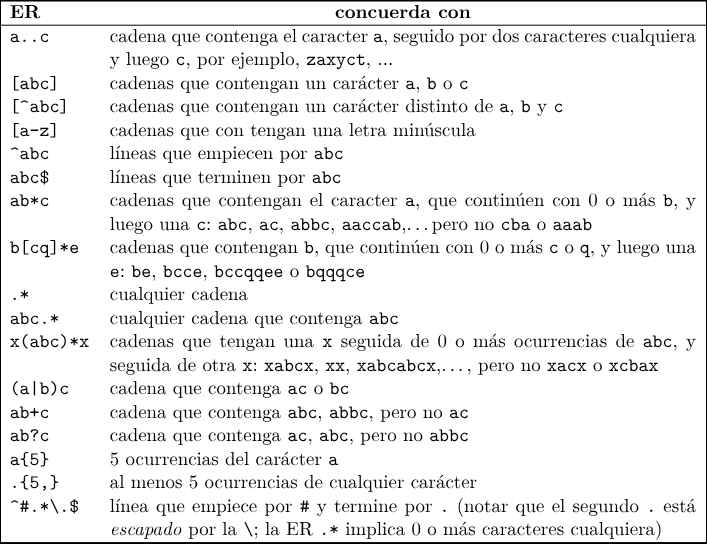 ER concuerda con
a..c cadena que contenga el caracter a, seguido por dos caracteres cualquiera
y luego c, por ejemplo, zaxyct, ...
[abc] cadenas que contengan un carácter a, b o c
[^abc] cadenas que contengan un carácter distinto de a, b y c
[a-z] cadenas que con tengan una letra minúscula
^abc líneas que empiecen por abc
abc$ líneas que terminen por abc
ab*c cadenas que contengan el caracter a, que continúen con 0 o más b, y
luego una c: abc, ac, abbc, aaccab,...pero no cba o aaab
b[cq]*e cadenas que contengan b, que continúen con 0 o más c o q, y luego una
e: be, bcce, bccqqee o bqqqce
.* cualquier cadena
abc.* cualquier cadena que contenga abc
x(abc)*x cadenas que tengan una x seguida de 0 o más ocurrencias de abc, y
seguida de otra x: xabcx, xx, xabcabcx,..., pero no xacx o xcbax
(a|b)c cadena que contenga ac o bc
ab+c cadena que contenga abc, abbc, pero no ac
ab?c cadena que contenga ac, abc, pero no abbc
a{5} 5 ocurrencias del carácter a
.{5,} al menos 5 ocurrencias de cualquier carácter
^#.*\.$ línea que empiece por # y termine por . (notar que el segundo . está
escapado por la \; la ER .* implica 0 o más caracteres cualquiera)